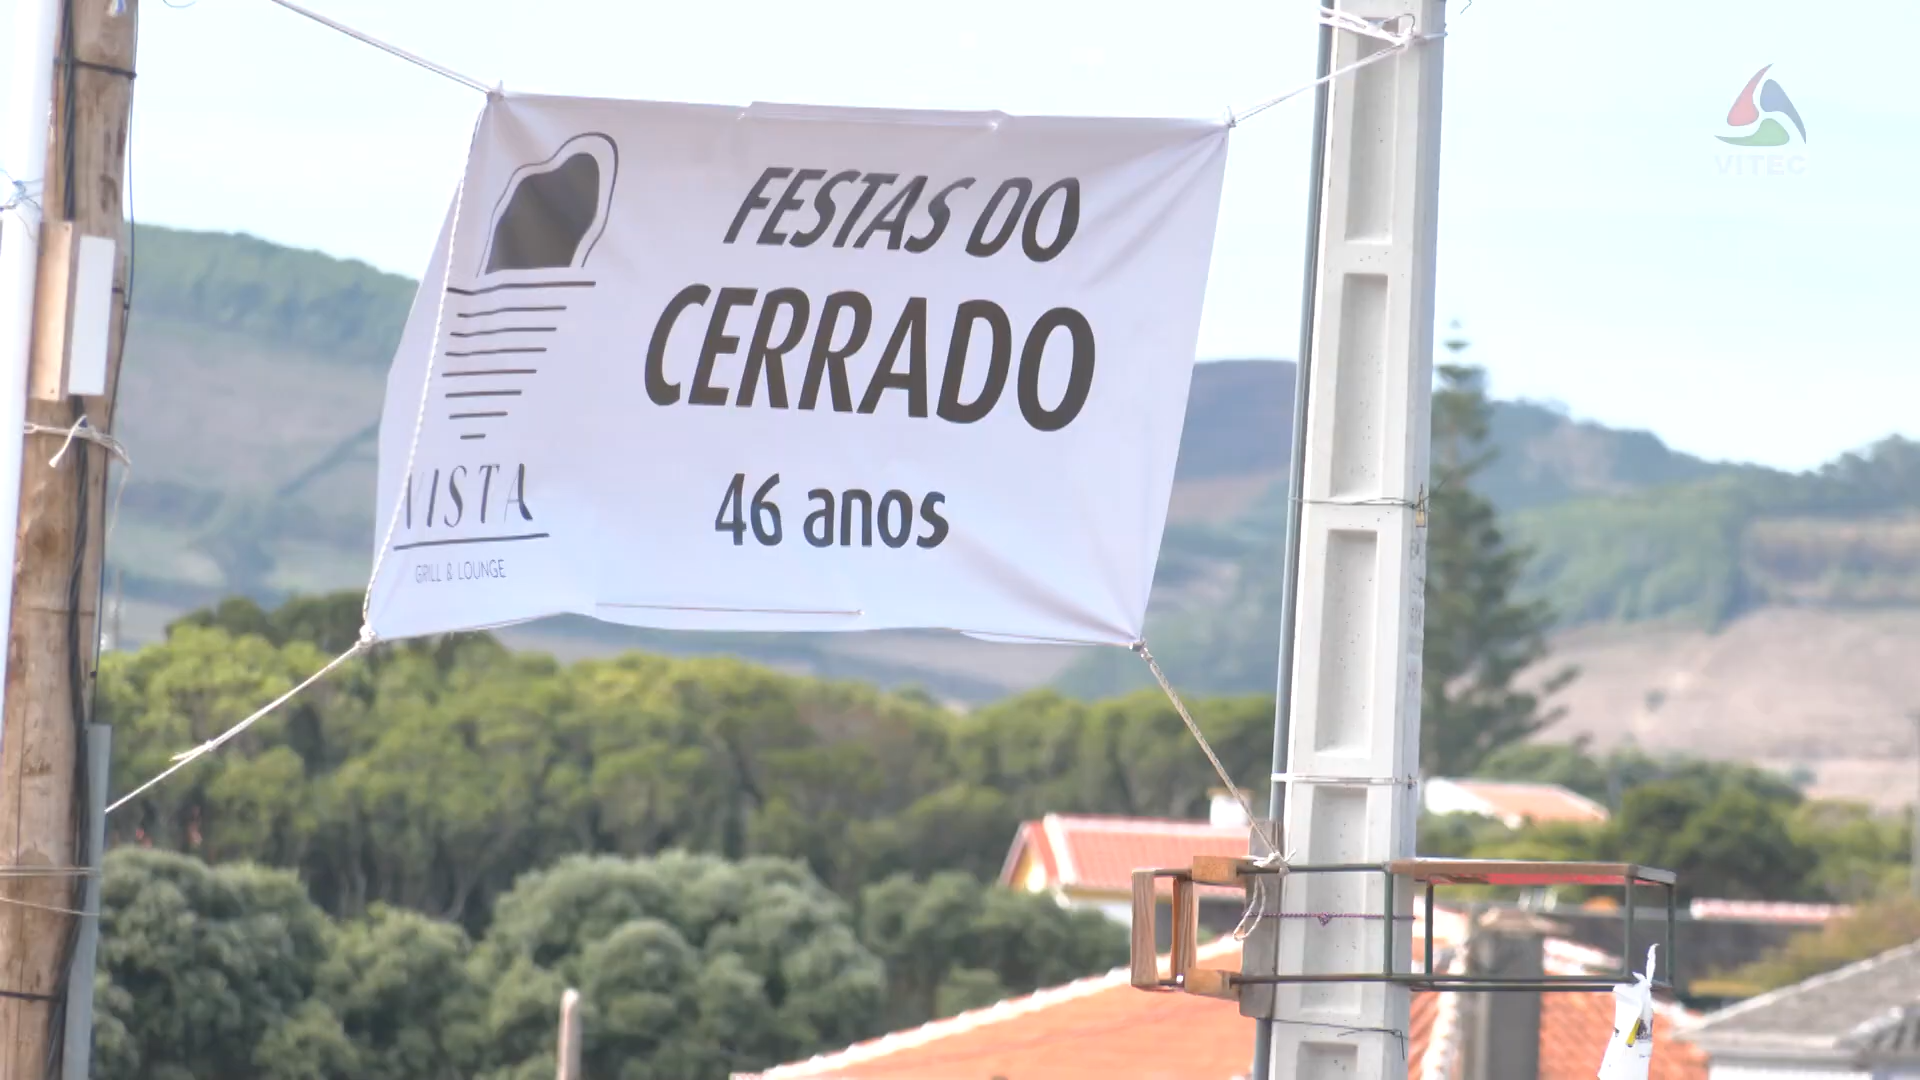 FESTAS DO
CERRADO
46 anos
VISTA
GRILL & LOUNGE
VITEC